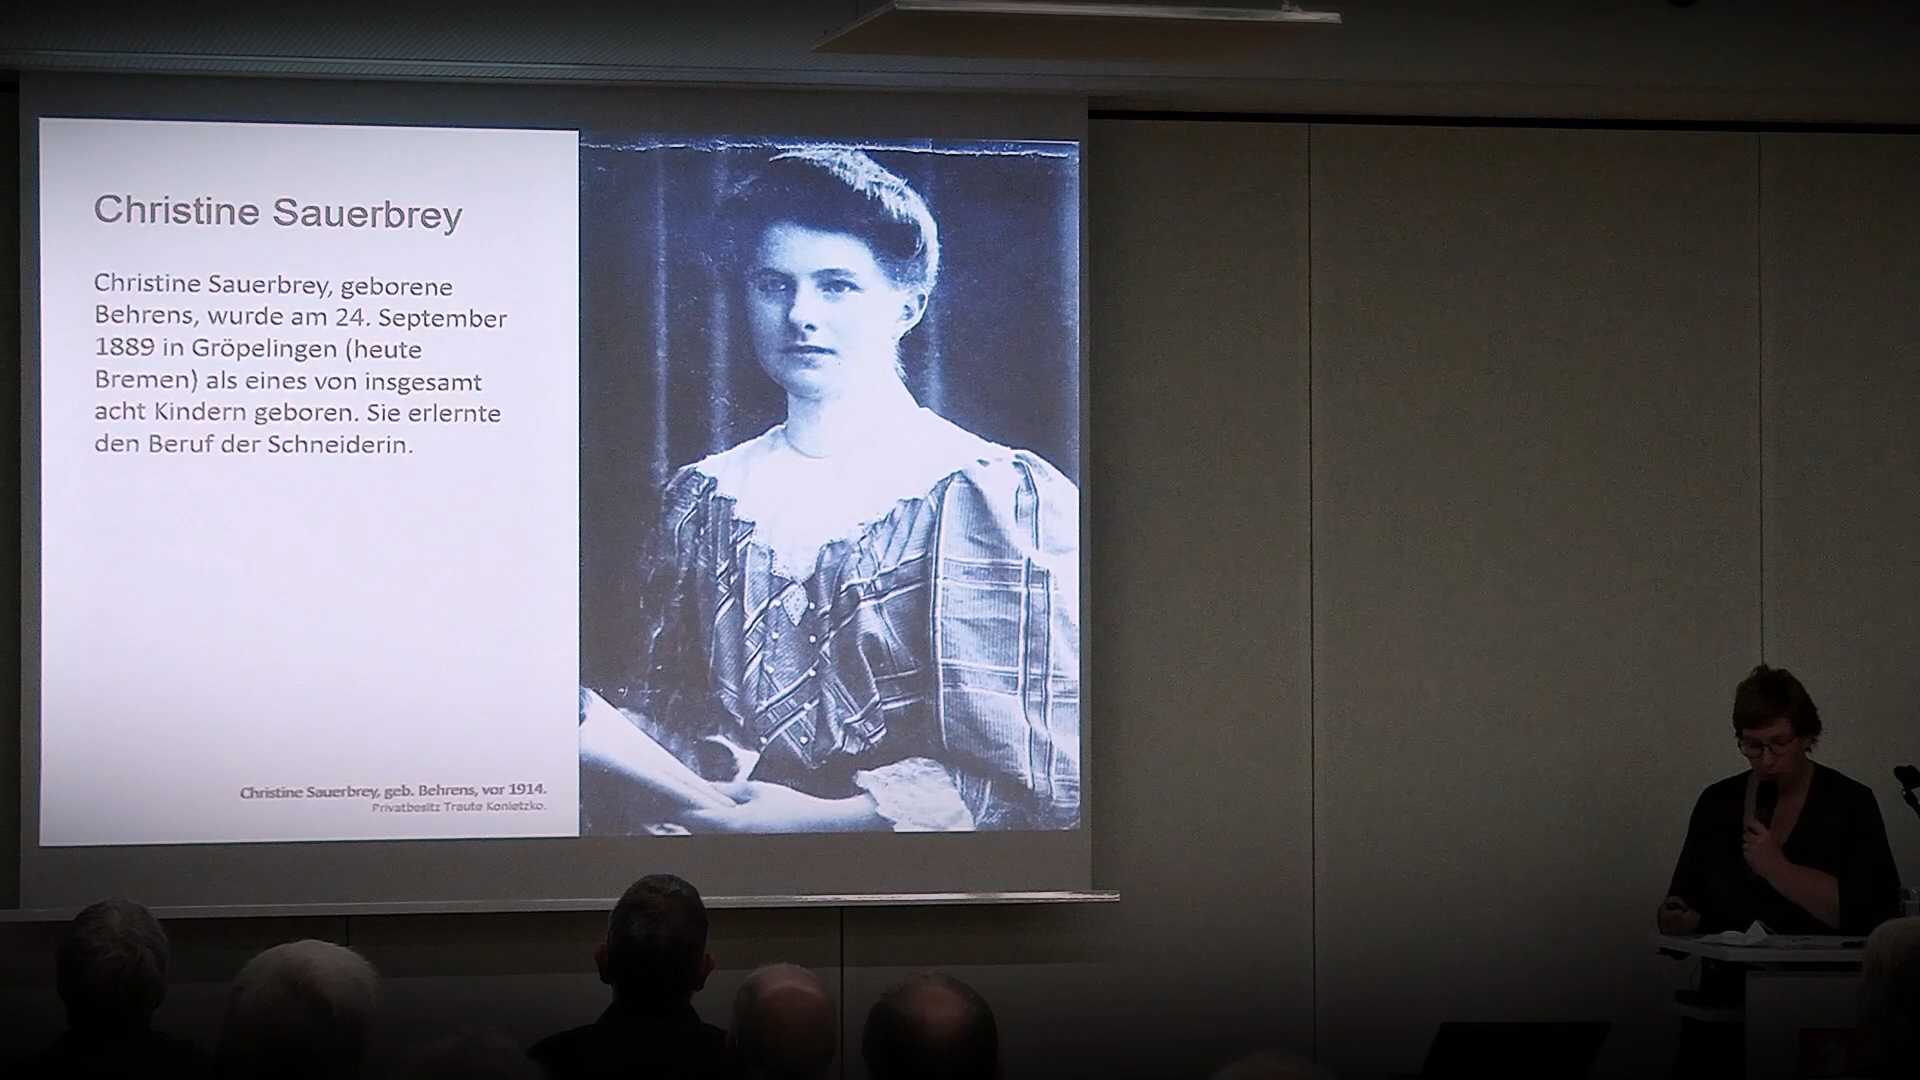 Christine Sauerbrey
Christine Sauerbrey, geborene
Behrens, wurde am 24. September
1889 in Gröpelingen (heute
Bremen) als eines von insgesamt
acht Kindern geboren. Sie erlernte
den Beruf der Schneiderin.
Christine Sauerbrey, geb. Behrens, vor 1914.
Privatbesitz Traute Konietzko.